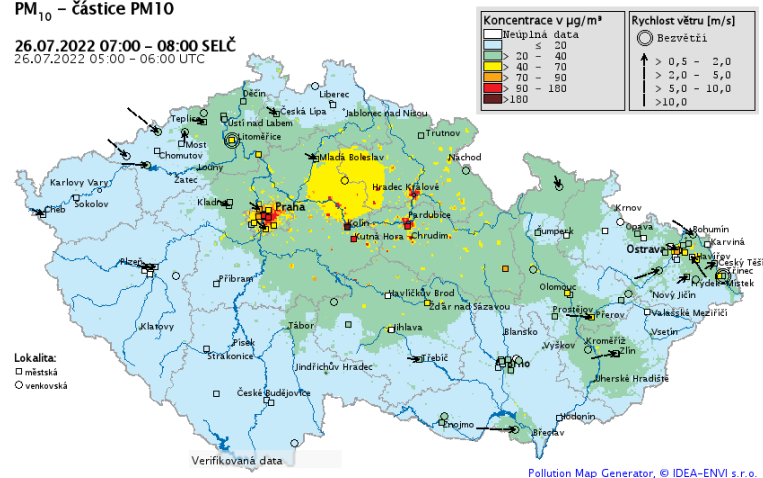 PM10 – částice PM10
26.07.2022 07:00 – 08:00 SELČ
26.07.2022 05:00 – 06:00 UTC
Koncentrace v µg/m³
Neúplná data
≤ 20
> 20 - 40
> 40 - 70
> 70 - 90
> 90 - 180
>180
Rychlost větru [m/s]
Bezvětří
> 0,5 - 2,0
> 2,0 - 5,0
> 5,0 - 10,0
>10,0
Děčín
Liberec
Teplice
Ústí nad Labem
Česká Lípa
Jablonec nad Nisou
Most
Litoměřice
Trutnov
Chomutov
Mladá Boleslav
Náchod
Louny
Žatec
Karlovy Vary
Hradec Králové
Sokolov
Cheb
Kladno
Praha
Pardubice
Krnov
Kolín
Opava
Bohumín
Šumperk
Kutná Hora
Chrudim
Karviná
Ostrava
Havířov
Plzeň
Český Těšín
Třinec
Příbram
Frýdek-Místek
Olomouc
Havlíčkův Brod
Nový Jičín
Žďár nad Sázavou
Prostějov
Přerov
Valašské Meziříčí
Klatovy
Tábor
Jihlava
Blansko
Vsetín
Písek
Vyškov
Kroměříž
Zlín
Strakonice
Třebíč
Brno
Jindřichův Hradec
Uherské Hradiště
České Budějovice
Hodonín
Znojmo
Břeclav
Lokalita:
městská
venkovská
Verifikovaná data
Pollution Map Generator, © IDEA-ENVI s.r.o.